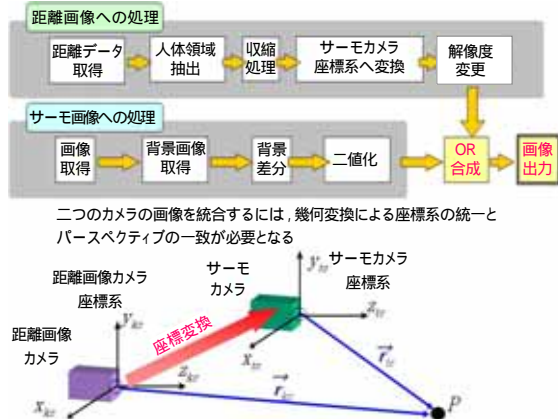 距離画像への処理
距離データ
取得
人体領域
抽出
収縮
処理
サーモカメラ
座標系へ変換
解像度
変更
サーモ画像への処理
画像
取得
背景画像
取得
背景
差分
二値化
OR
合成
画像
出力
二つのカメラの画像を統合するには，幾何変換による座標系の統一と
パースペクティブの一致が必要となる
距離画像カメラ
座標系
サーモ
カメラ
サーモカメラ
座標系
距離画像
カメラ
座標変換
y_tr
z_tr
x_tr
y_kr
z_kr
x_kr
P